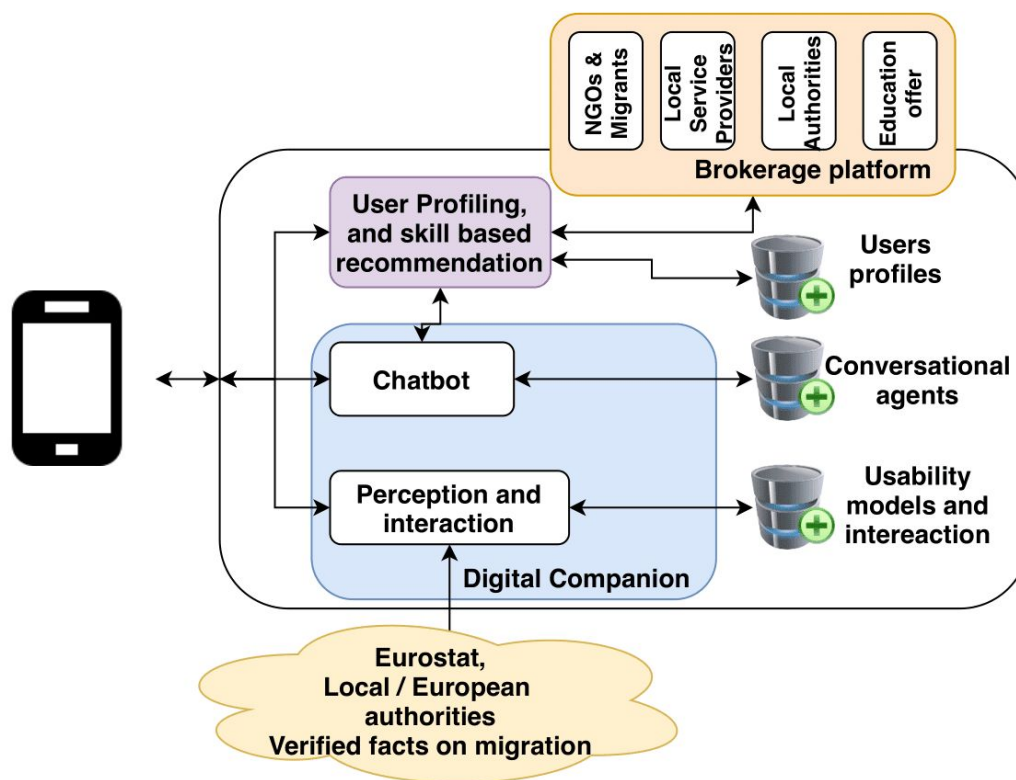 NGOs &
Migrants
Local
Service
Providers
Local
Authorities
Education
offer
Brokerage platform
User Profiling,
and skill based
recommendation
Users
profiles
Chatbot
Conversational
agents
Perception and
interaction
Usability
models and
intereaction
Digital Companion
Eurostat,
Local / European
authorities
Verified facts on migration